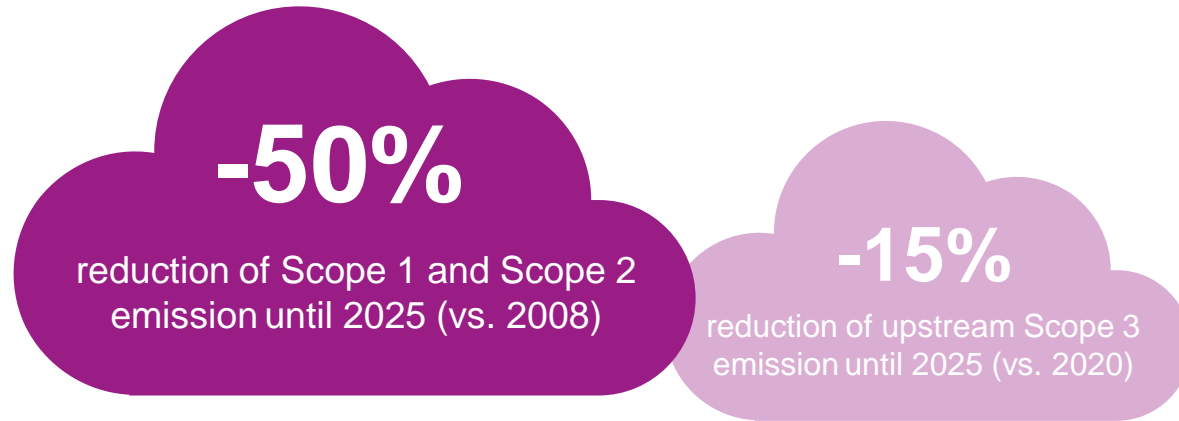 -50%
reduction of Scope 1 and Scope 2
emission until 2025 (vs. 2008)
-15%
reduction of upstream Scope 3
emission until 2025 (vs. 2020)